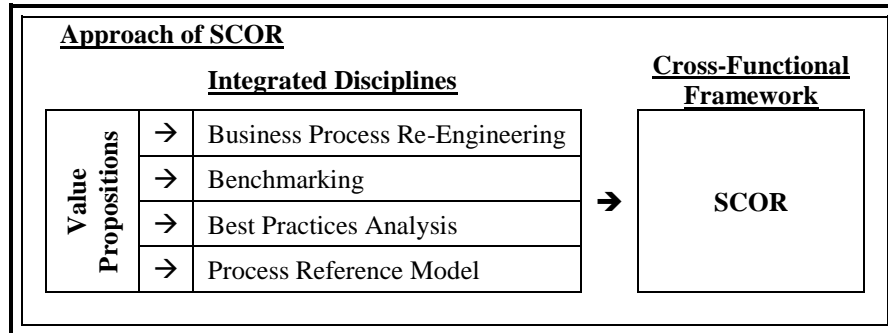 Approach of SCOR
Integrated Disciplines
Cross-Functional
Framework
Value
Propositions
→ Business Process Re-Engineering
→ Benchmarking
→ Best Practices Analysis
→ Process Reference Model
➔
SCOR